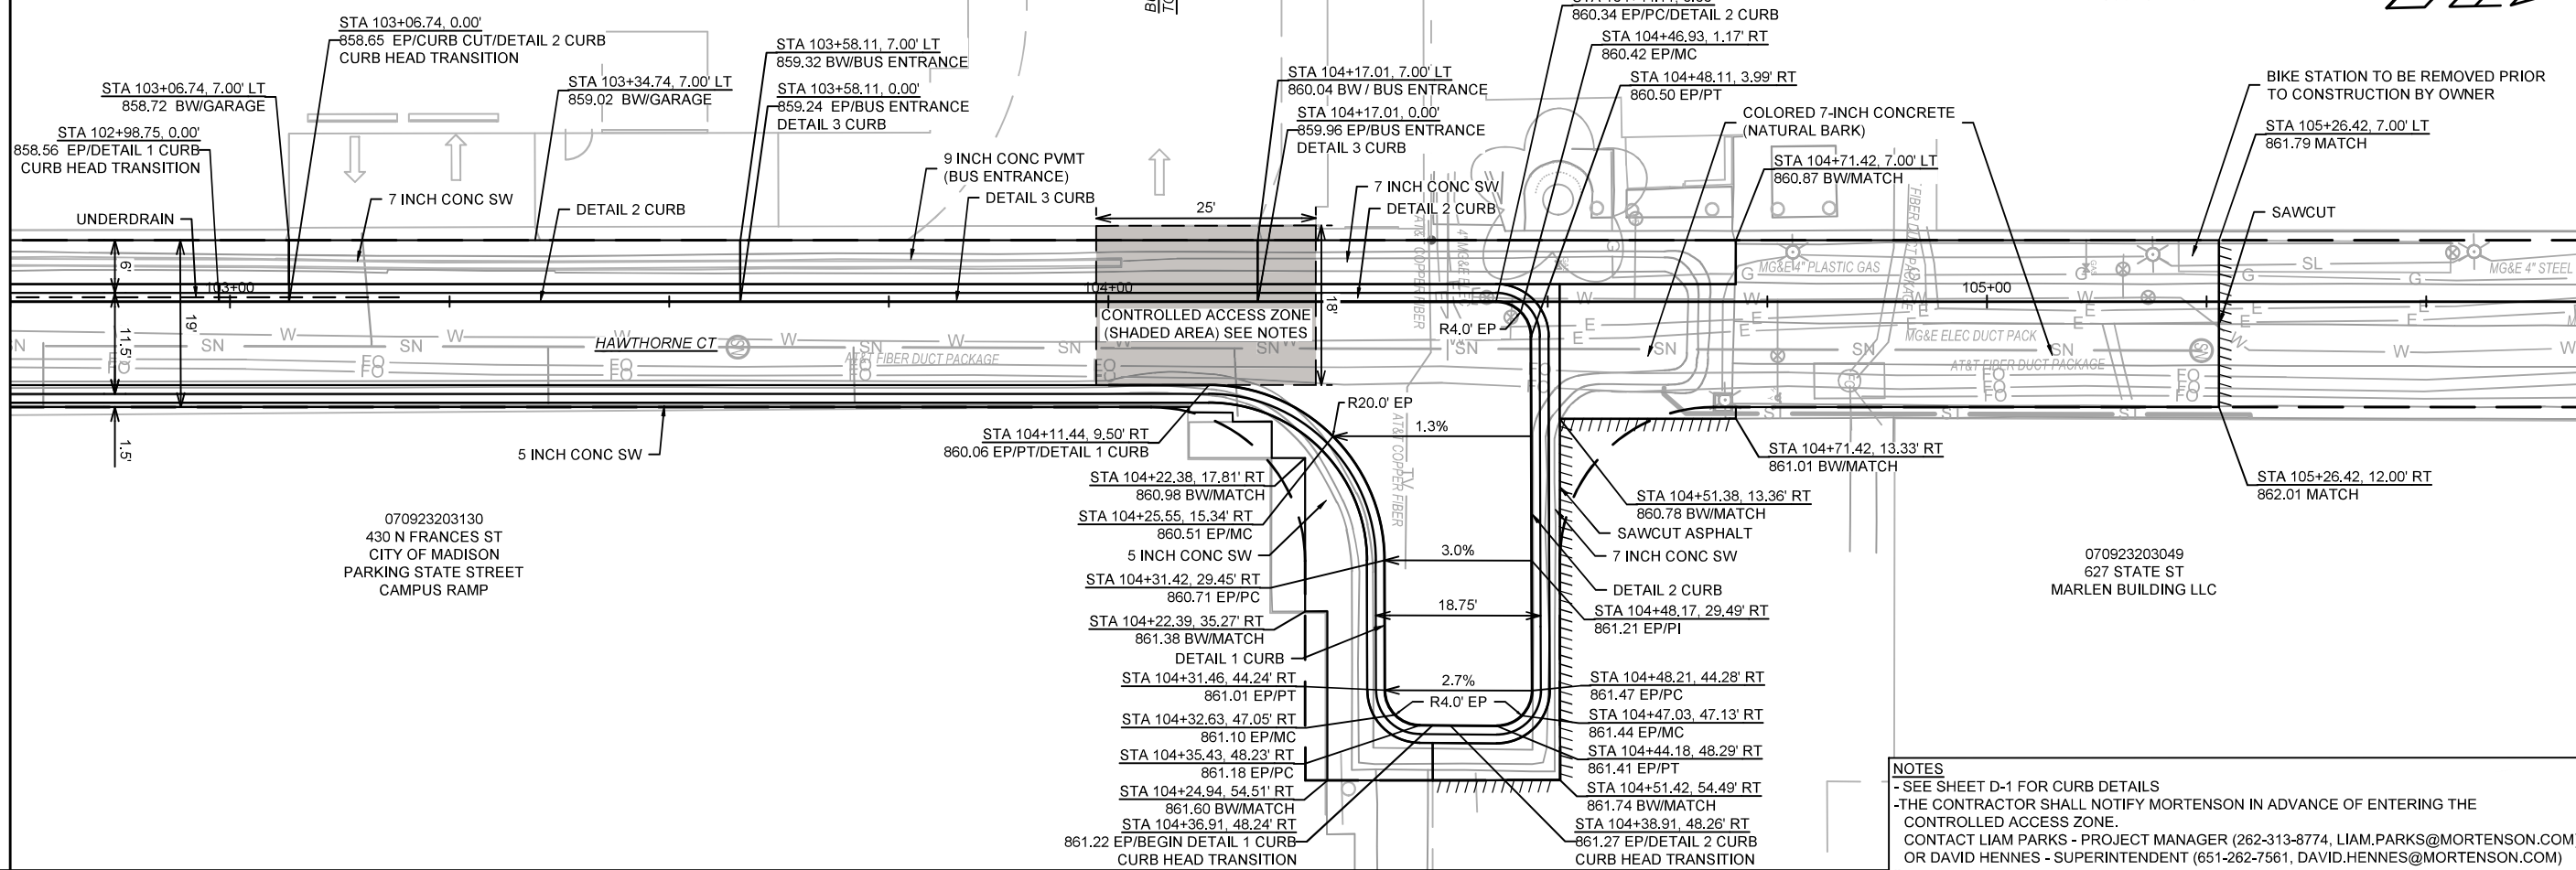 STA 103+06.74, 0.00'
858.65 EP/CURB CUT/DETAIL 2 CURB
CURB HEAD TRANSITION
STA 103+06.74, 7.00' LT
858.72 BW/GARAGE
STA 102+98.75, 0.00'
858.56 EP/DETAIL 1 CURB
CURB HEAD TRANSITION
UNDERDRAIN
7 INCH CONC SW
STA 103+34.74, 7.00' LT
859.02 BW/GARAGE
DETAIL 2 CURB
STA 103+58.11, 7.00' LT
859.32 BW/BUS ENTRANCE
STA 103+58.11, 0.00'
859.24 EP/BUS ENTRANCE
DETAIL 3 CURB
9 INCH CONC PVMT
(BUS ENTRANCE)
DETAIL 3 CURB
25'
18'
STA 104+17.01, 7.00' LT
860.04 BW / BUS ENTRANCE
STA 104+17.01, 0.00'
859.96 EP/BUS ENTRANCE
DETAIL 3 CURB
7 INCH CONC SW
DETAIL 2 CURB
860.34 EP/PC/DETAIL 2 CURB
STA 104+46.93, 1.17' RT
860.42 EP/MC
STA 104+48.11, 3.99' RT
860.50 EP/PT
COLORED 7-INCH CONCRETE
(NATURAL BARK)
STA 104+71.42, 7.00' LT
860.87 BW/MATCH
BIKE STATION TO BE REMOVED PRIOR
TO CONSTRUCTION BY OWNER
STA 105+26.42, 7.00' LT
861.79 MATCH
SAWCUT
6'
11.5'
19'
1.5'
103+00
104+00
105+00
CONTROLLED ACCESS ZONE
(SHADED AREA) SEE NOTES
HAWTHORNE CT
AT&T FIBER DUCT PACKAGE
AT&T COPPER FIBER
4" MG&E ELEC
MG&E 4" PLASTIC GAS
FIBER DUCT PACKAGE
MG&E 4" STEEL
MG&E ELEC DUCT PACK
AT&T FIBER DUCT PACKAGE
R4.0' EP
R20.0' EP
1.3%
AT&T COPPER FIBER
TV
5 INCH CONC SW
STA 104+11.44, 9.50' RT
860.06 EP/PT/DETAIL 1 CURB
STA 104+22.38, 17.81' RT
860.98 BW/MATCH
STA 104+25.55, 15.34' RT
860.51 EP/MC
5 INCH CONC SW
STA 104+31.42, 29.45' RT
860.71 EP/PC
STA 104+22.39, 35.27' RT
861.38 BW/MATCH
DETAIL 1 CURB
STA 104+31.46, 44.24' RT
861.01 EP/PT
STA 104+32.63, 47.05' RT
861.10 EP/MC
STA 104+35.43, 48.23' RT
861.18 EP/PC
STA 104+24.94, 54.51' RT
861.60 BW/MATCH
STA 104+36.91, 48.24' RT
861.22 EP/BEGIN DETAIL 1 CURB
CURB HEAD TRANSITION
3.0%
18.75'
2.7%
R4.0' EP
STA 104+71.42, 13.33' RT
861.01 BW/MATCH
STA 104+51.38, 13.36' RT
860.78 BW/MATCH
SAWCUT ASPHALT
7 INCH CONC SW
DETAIL 2 CURB
STA 104+48.17, 29.49' RT
861.21 EP/PI
STA 104+48.21, 44.28' RT
861.47 EP/PC
STA 104+47.03, 47.13' RT
861.44 EP/MC
STA 104+44.18, 48.29' RT
861.41 EP/PT
STA 104+51.42, 54.49' RT
861.74 BW/MATCH
STA 104+38.91, 48.26' RT
861.27 EP/DETAIL 2 CURB
CURB HEAD TRANSITION
STA 105+26.42, 12.00' RT
862.01 MATCH
070923203130
430 N FRANCES ST
CITY OF MADISON
PARKING STATE STREET
CAMPUS RAMP
070923203049
627 STATE ST
MARLEN BUILDING LLC
NOTES
- SEE SHEET D-1 FOR CURB DETAILS
-THE CONTRACTOR SHALL NOTIFY MORTENSON IN ADVANCE OF ENTERING THE
CONTROLLED ACCESS ZONE.
CONTACT LIAM PARKS - PROJECT MANAGER (262-313-8774, LIAM.PARKS@MORTENSON.COM
OR DAVID HENNES - SUPERINTENDENT (651-262-7561, DAVID.HENNES@MORTENSON.COM)